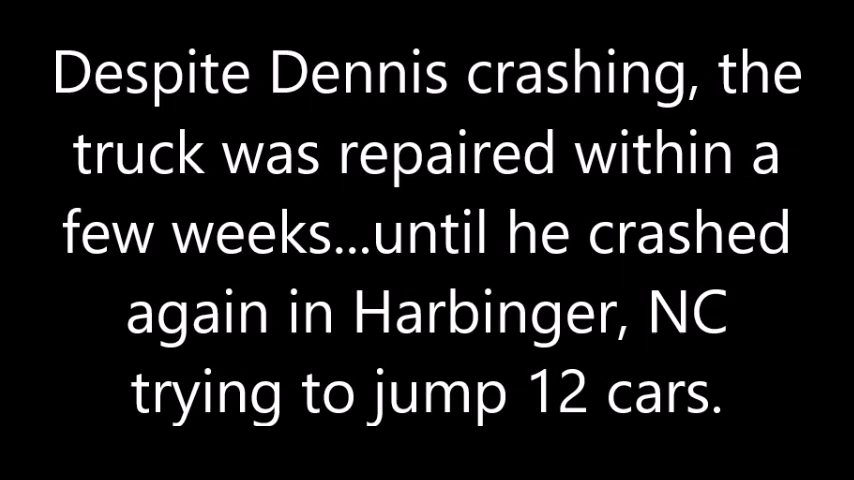 Despite Dennis crashing, the
truck was repaired within a
few weeks...until he crashed
again in Harbinger, NC
trying to jump 12 cars.